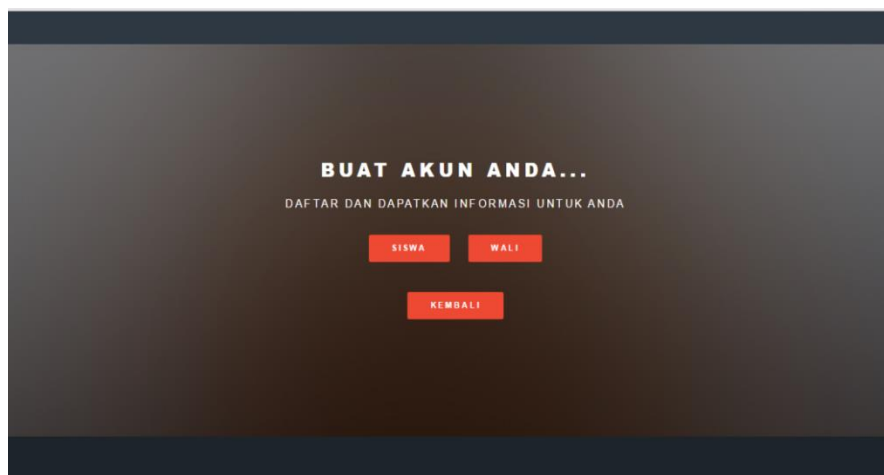 BUAT AKUN ANDA...
DAFTAR DAN DAPATKAN INFORMASI UNTUK ANDA
SISWA WALI
KEMBALI